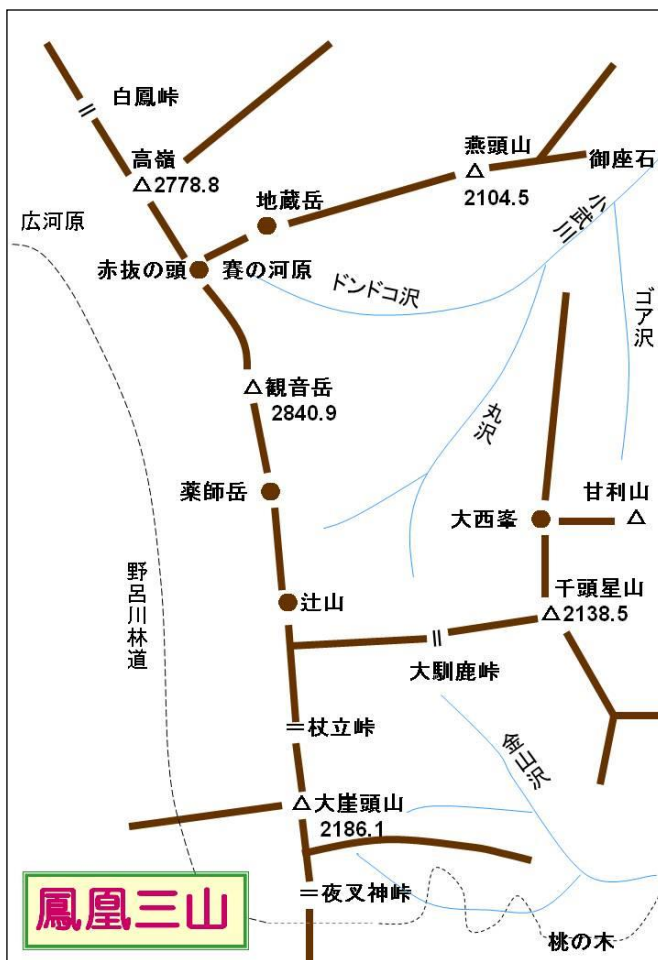 白鳳峠
高嶺
△2778.8
燕頭山
△
2104.5
御座石
小武川
地蔵岳
広河原
赤抜の頭
賽の河原
ドンドコ沢
ゴア沢
△観音岳
2840.9
丸沢
薬師岳
大西峯
甘利山
△
野呂川林道
辻山
千頭星山
△2138.5
大馴鹿峠
杖立峠
金山沢
△大崖頭山
2186.1
夜叉神峠
鳳凰三山
桃の木